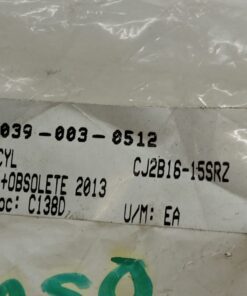 039-003-0512
CYL CJ2B16-15SRZ
+OBSOLETE 2013
oc: C138D U/M: EA